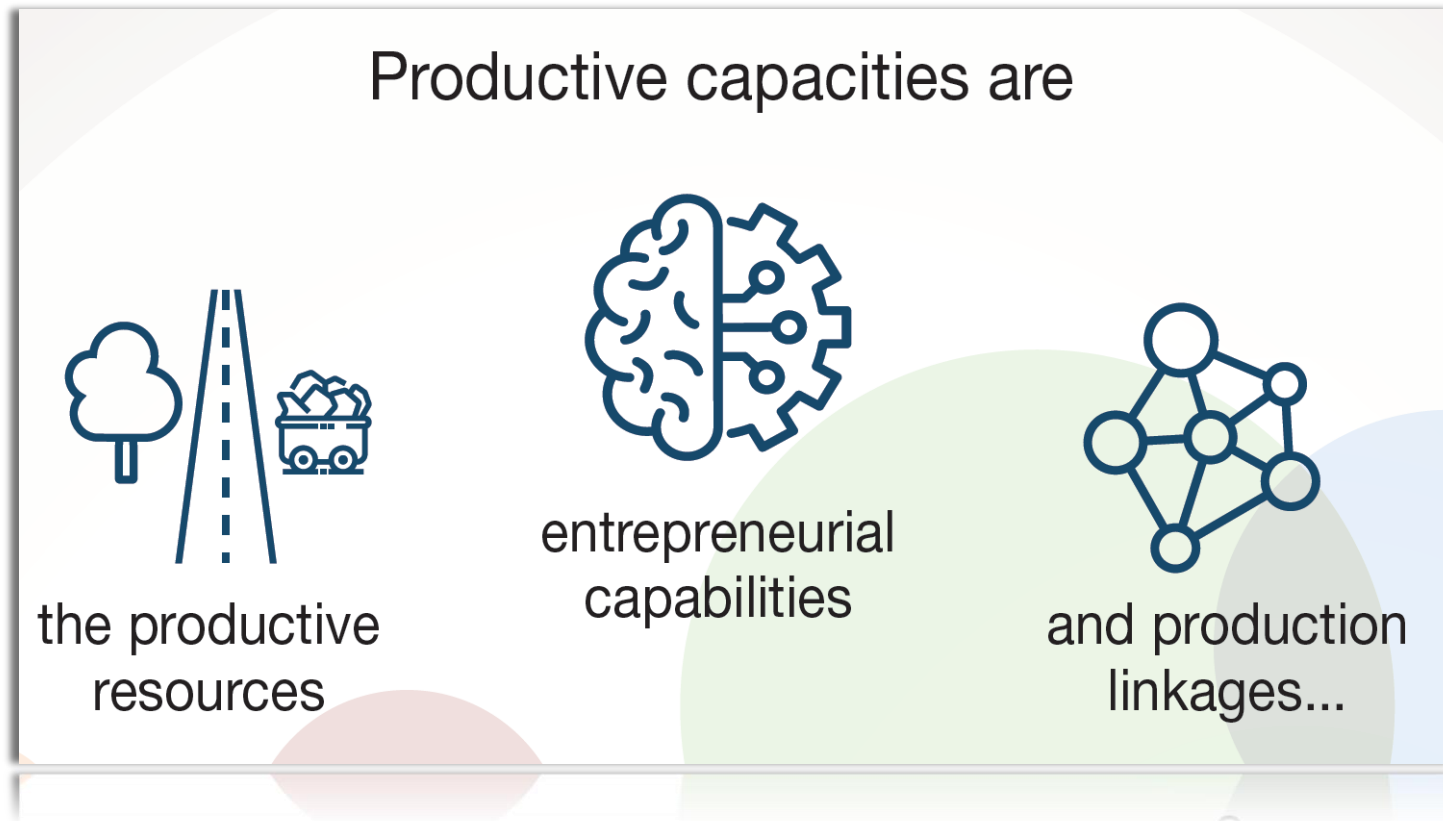 Productive capacities are
the productive
resources
entrepreneurial
capabilities
and production
linkages...